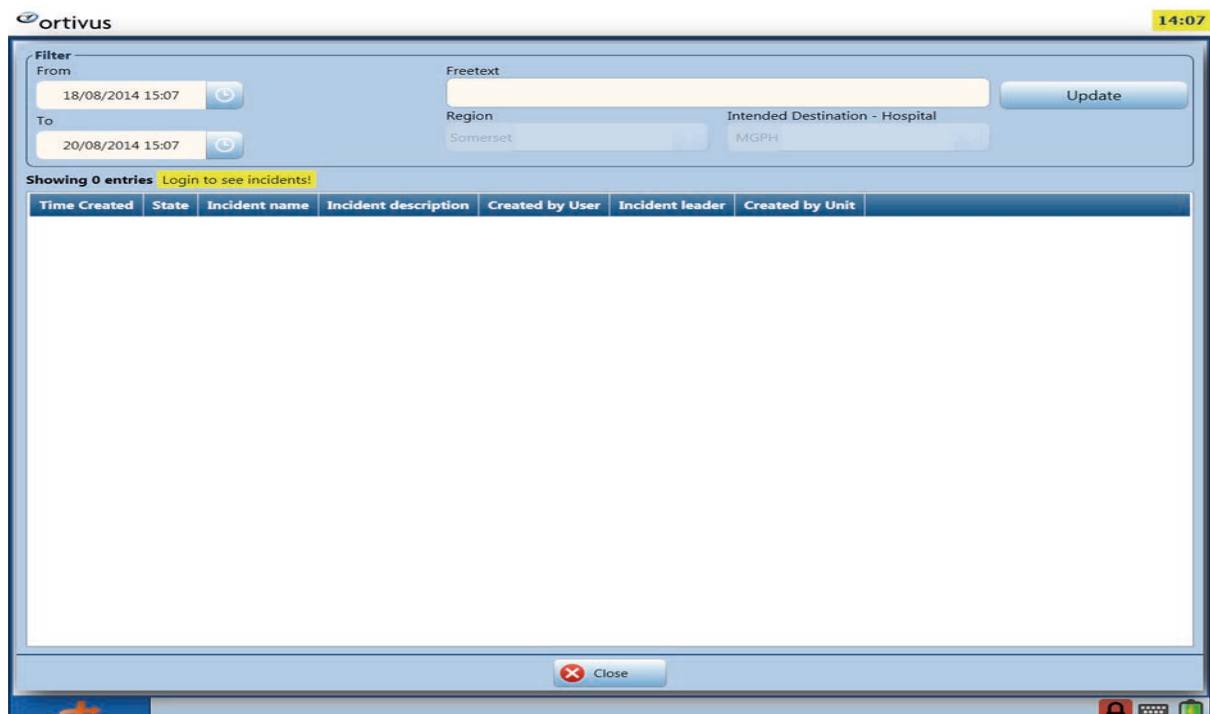 ortivus 14:07
Filter
From Freetext
18/08/2014 15:07 Update
To Region Intended Destination - Hospital
20/08/2014 15:07 Somerset MGPH
Showing 0 entries Login to see incidents!
Time Created State Incident name Incident description Created by User Incident leader Created by Unit
Close